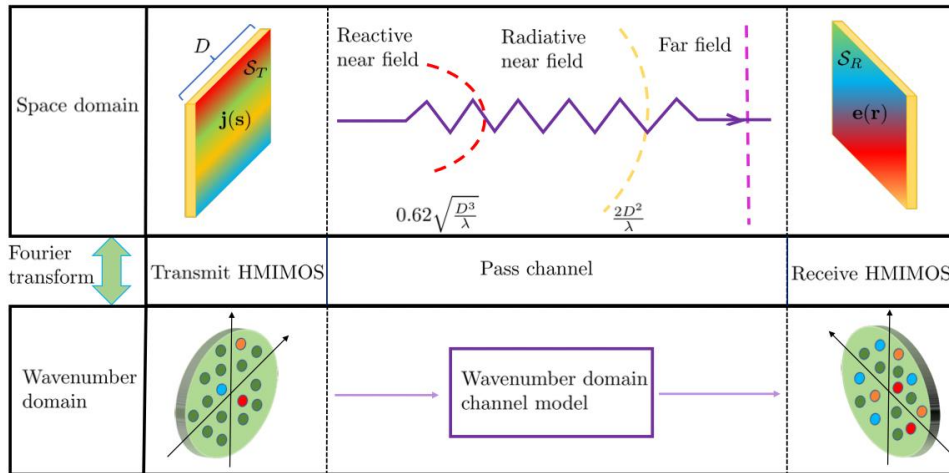 Space domain
D
S_T
j(s)
Reactive
near field
Radiative
near field
Far field
0.62√(D³/λ)
2D²/λ
S_R
e(r)
Fourier
transform
Transmit HMIMOS
Pass channel
Receive HMIMOS
Wavenumber
domain
Wavenumber domain
channel model